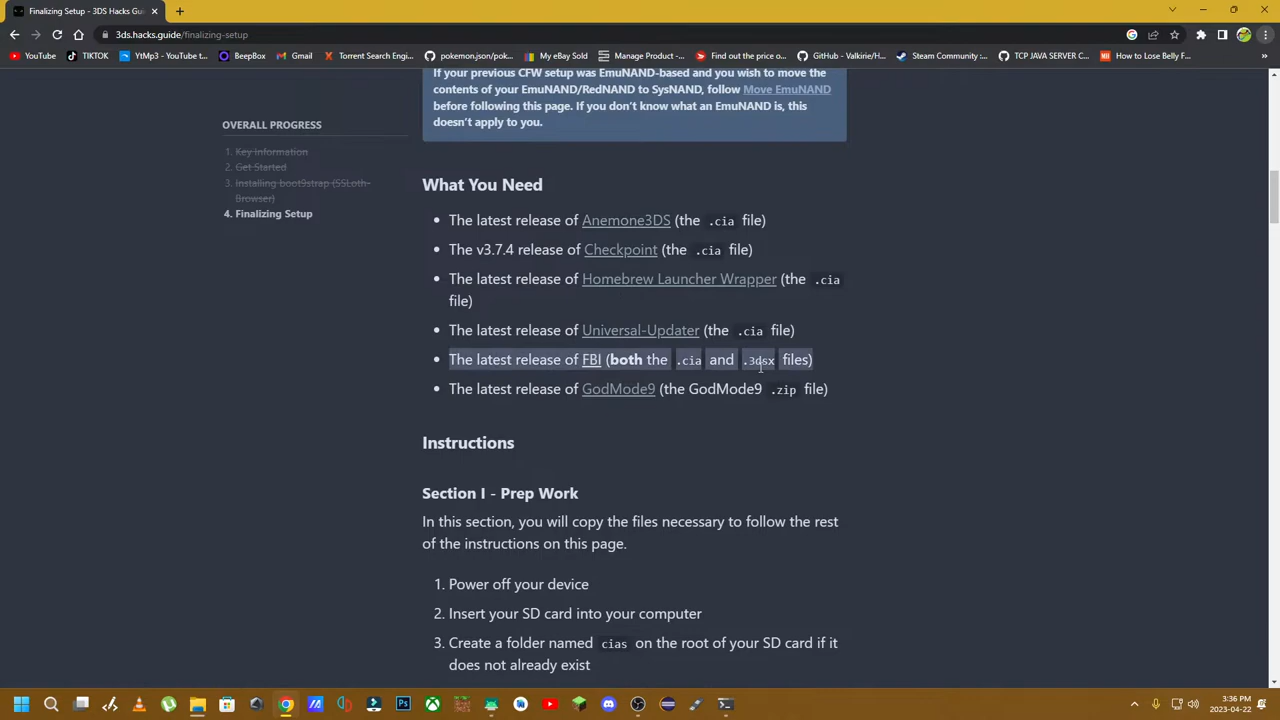 Finalizing Setup - 3DS Hacks.Guide
3ds.hacks.guide/finalizing-setup
YouTube
TIKTOK
YtMp3 - YouTube to...
BeepBox
Gmail
Torrent Search Engi...
pokemon.json/pok...
My eBay Sold
Manage Product -...
Find out the price o...
GitHub - Valkirie/H...
Steam Community :...
TCP JAVA SERVER C...
How to Lose Belly F...
»
If your previous CFW setup was EmuNAND-based and you wish to move the
contents of your EmuNAND/RedNAND to SysNAND, follow Move EmuNAND
before following this page. If you don't know what an EmuNAND is, this
doesn't apply to you.
OVERALL PROGRESS
1. Key Information
2. Get Started
3. Installing boot9strap (SSLoth-
Browser)
4. Finalizing Setup
What You Need
• The latest release of Anemone3DS (the .cia file)
• The v3.7.4 release of Checkpoint (the .cia file)
• The latest release of Homebrew Launcher Wrapper (the .cia
file)
• The latest release of Universal-Updater (the .cia file)
• The latest release of FBI (both the .cia and .3dsx files)
• The latest release of GodMode9 (the GodMode9 .zip file)
Instructions
Section I - Prep Work
In this section, you will copy the files necessary to follow the rest
of the instructions on this page.
1. Power off your device
2. Insert your SD card into your computer
3. Create a folder named cias on the root of your SD card if it
does not already exist
3:36 PM
2023-04-22